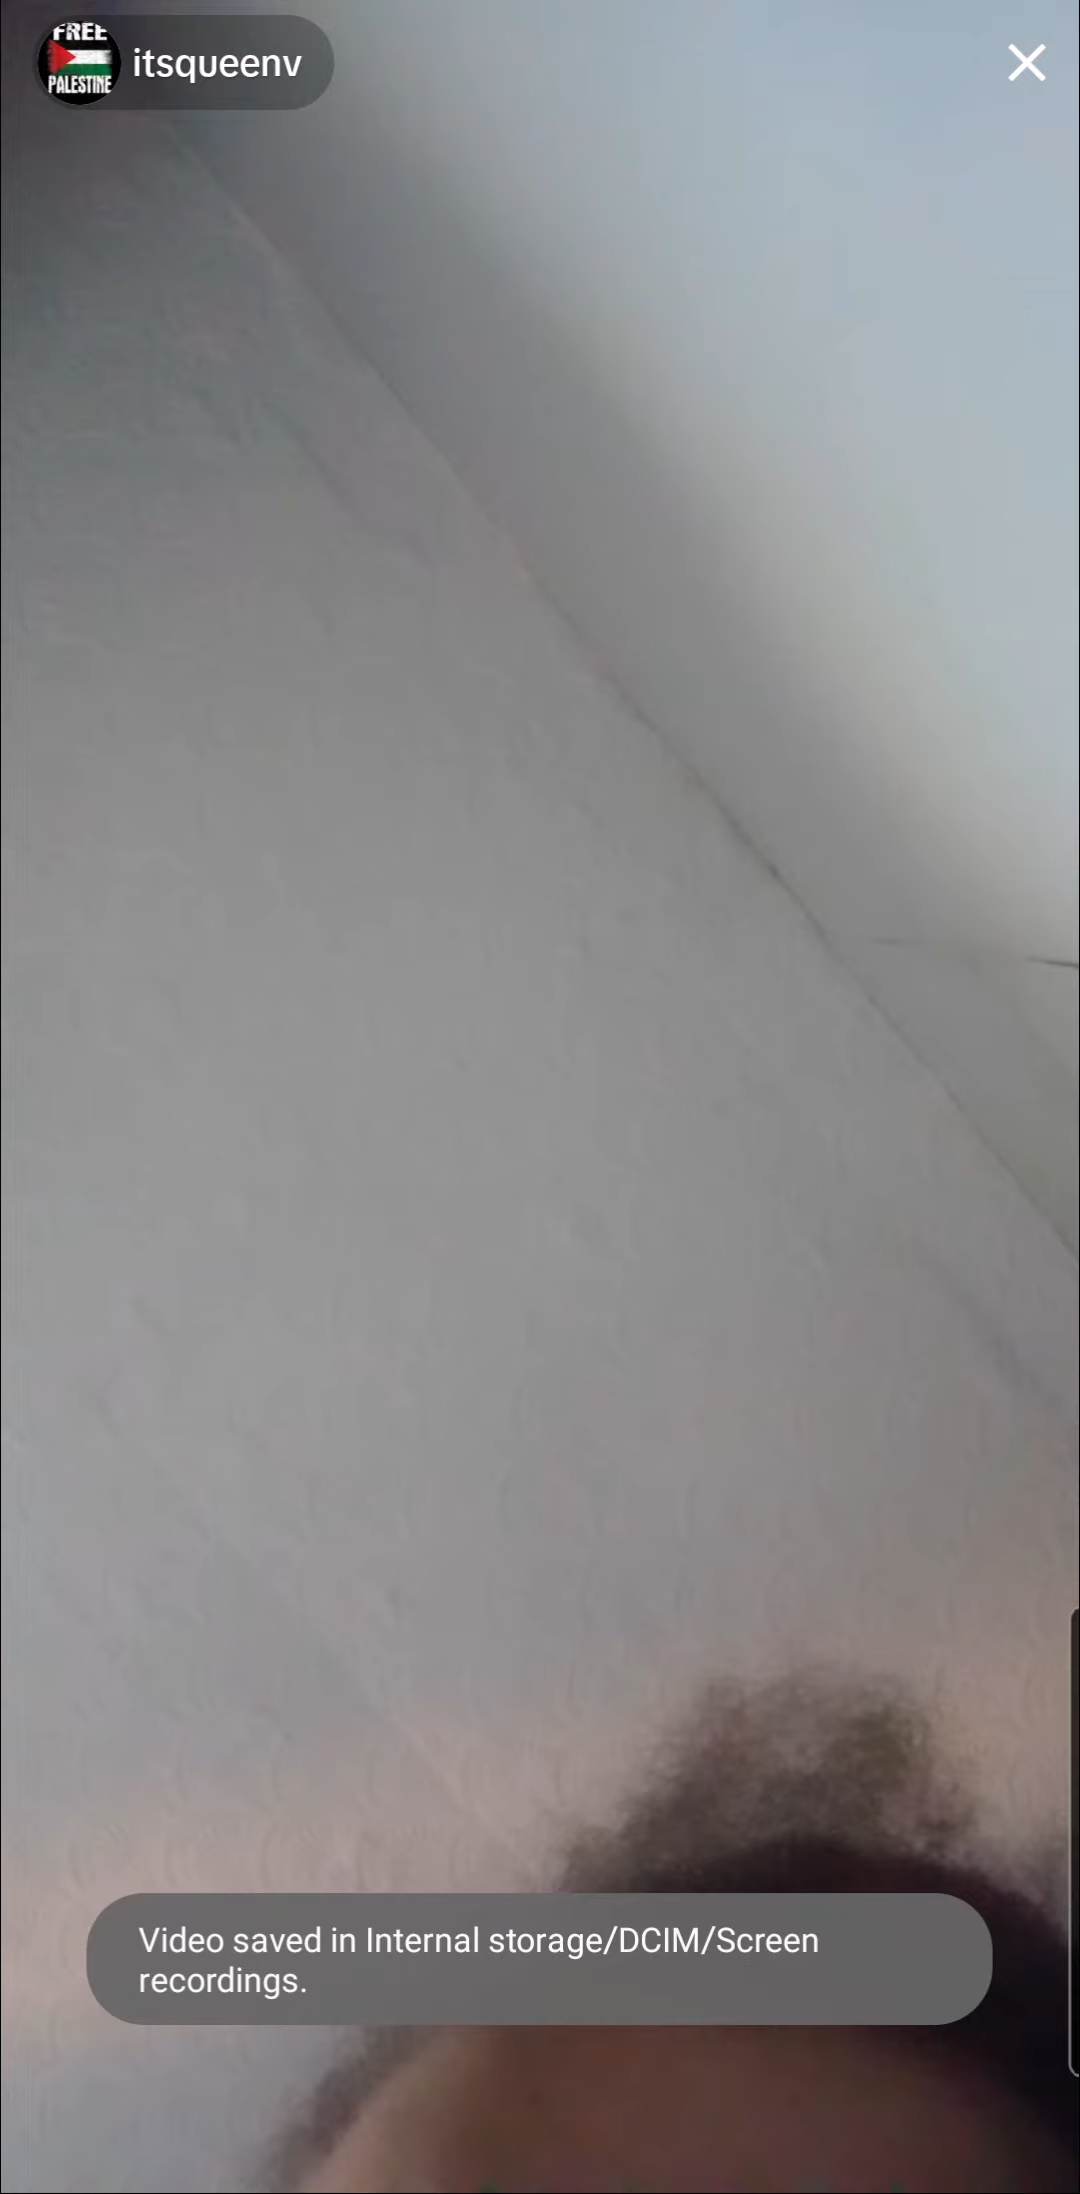 FREE
PALESTINE
itsqueenv
Video saved in Internal storage/DCIM/Screen
recordings.